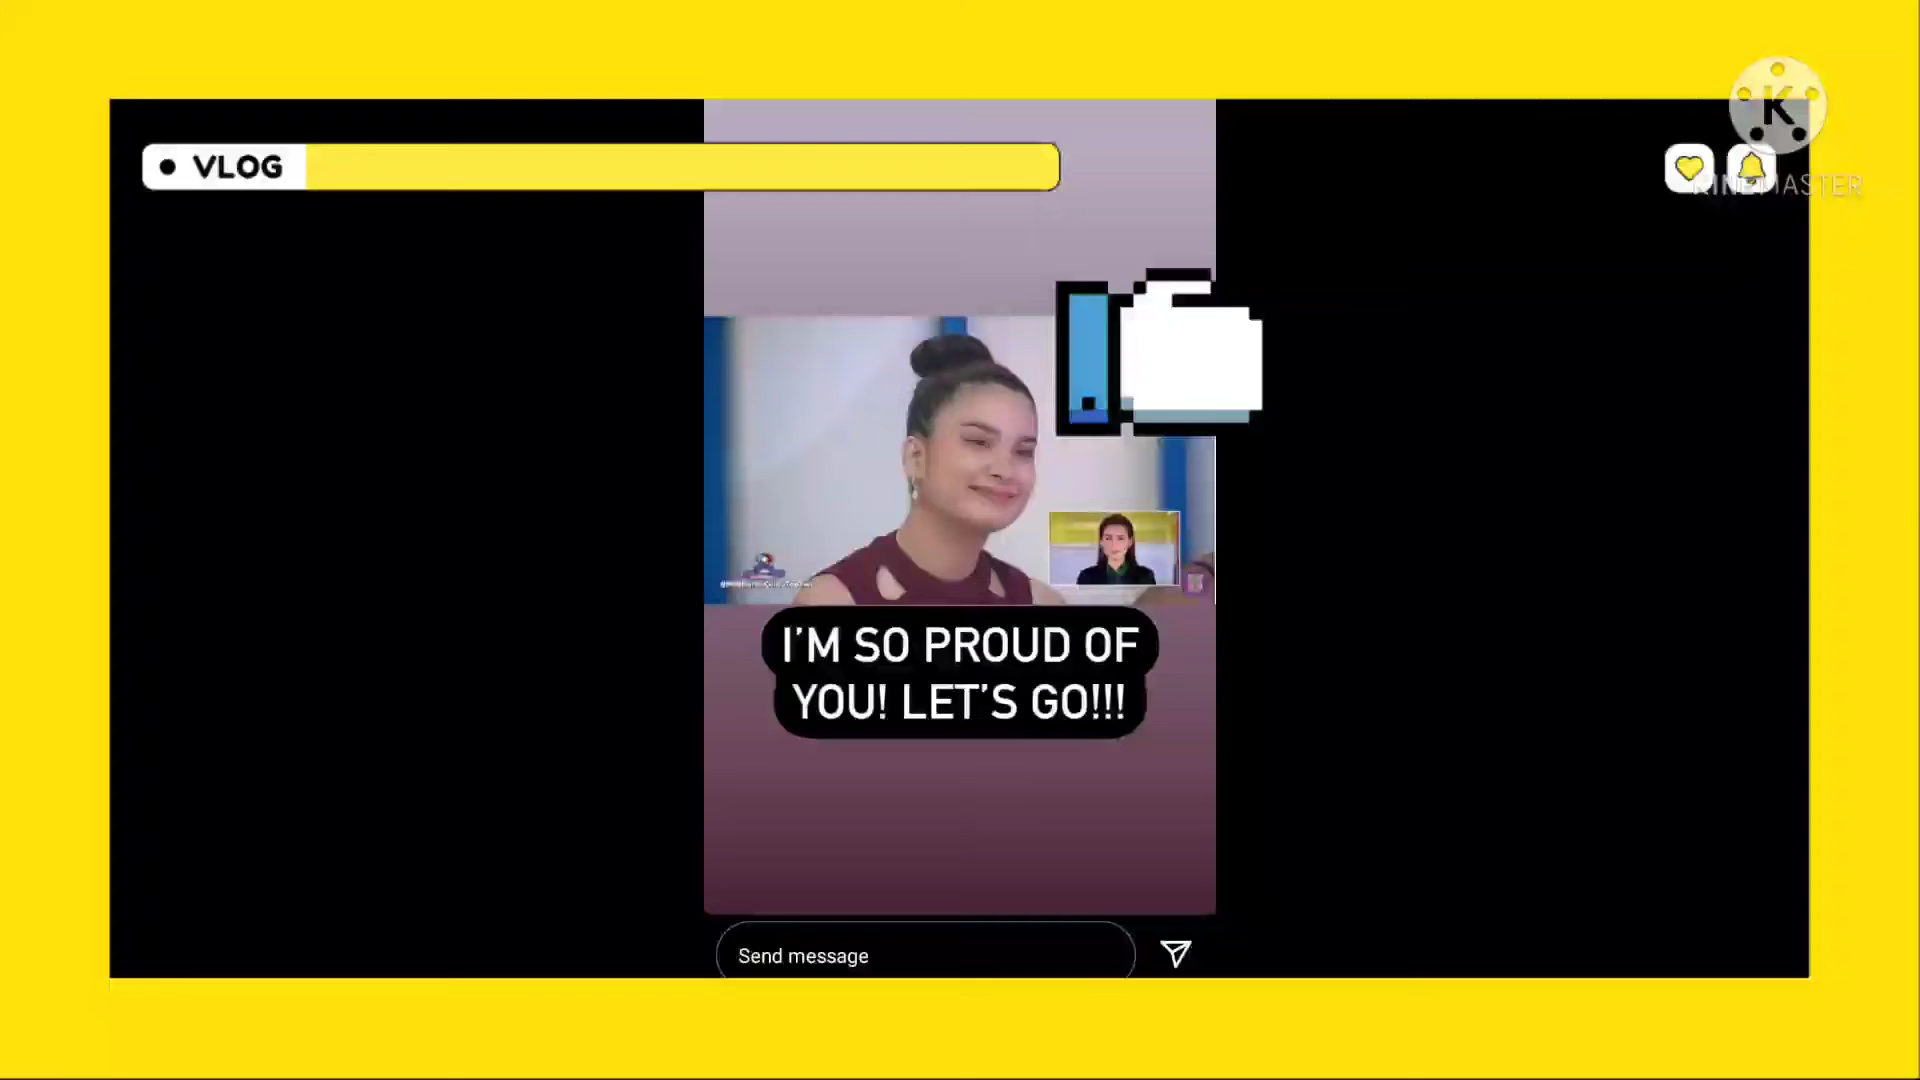 VLOG
KINEMASTER
I'M SO PROUD OF
YOU! LET'S GO!!!
Send message